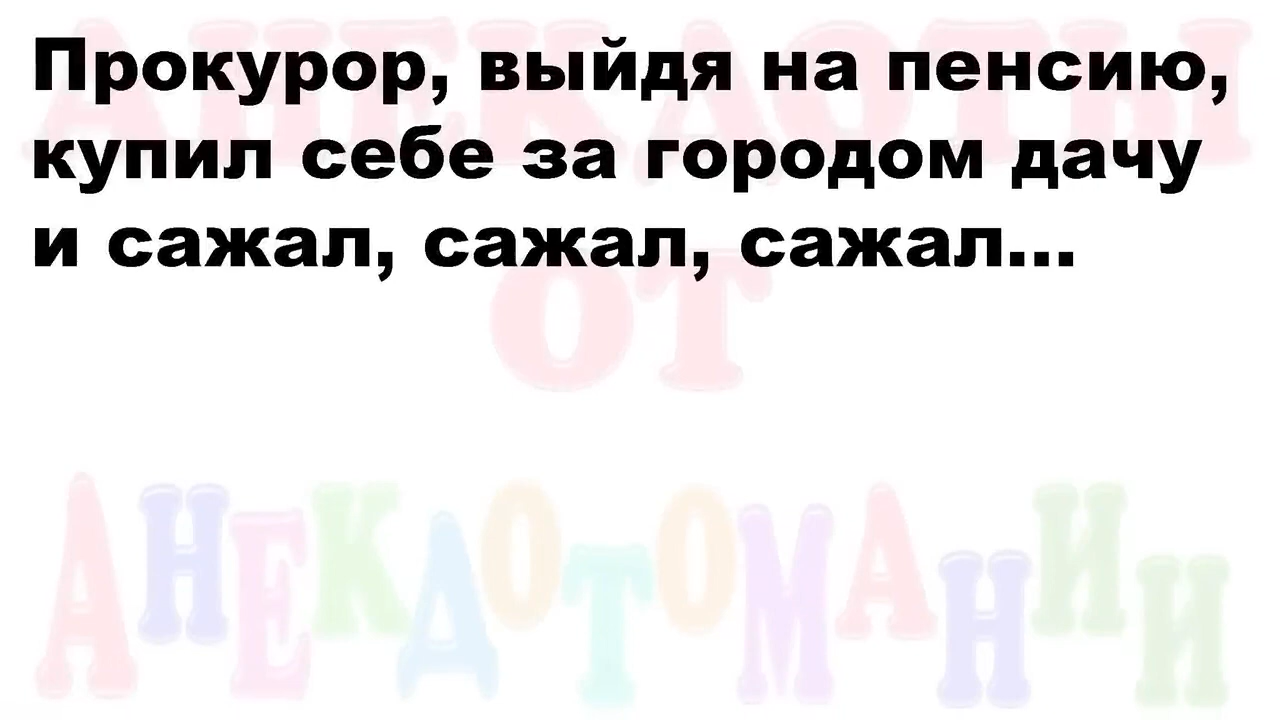 Прокурор, выйдя на пенсию,
купил себе за городом дачу
и сажал, сажал, сажал...
АНЕКДОТЫ
ОТ
АНЕКДОТОМАНИИ